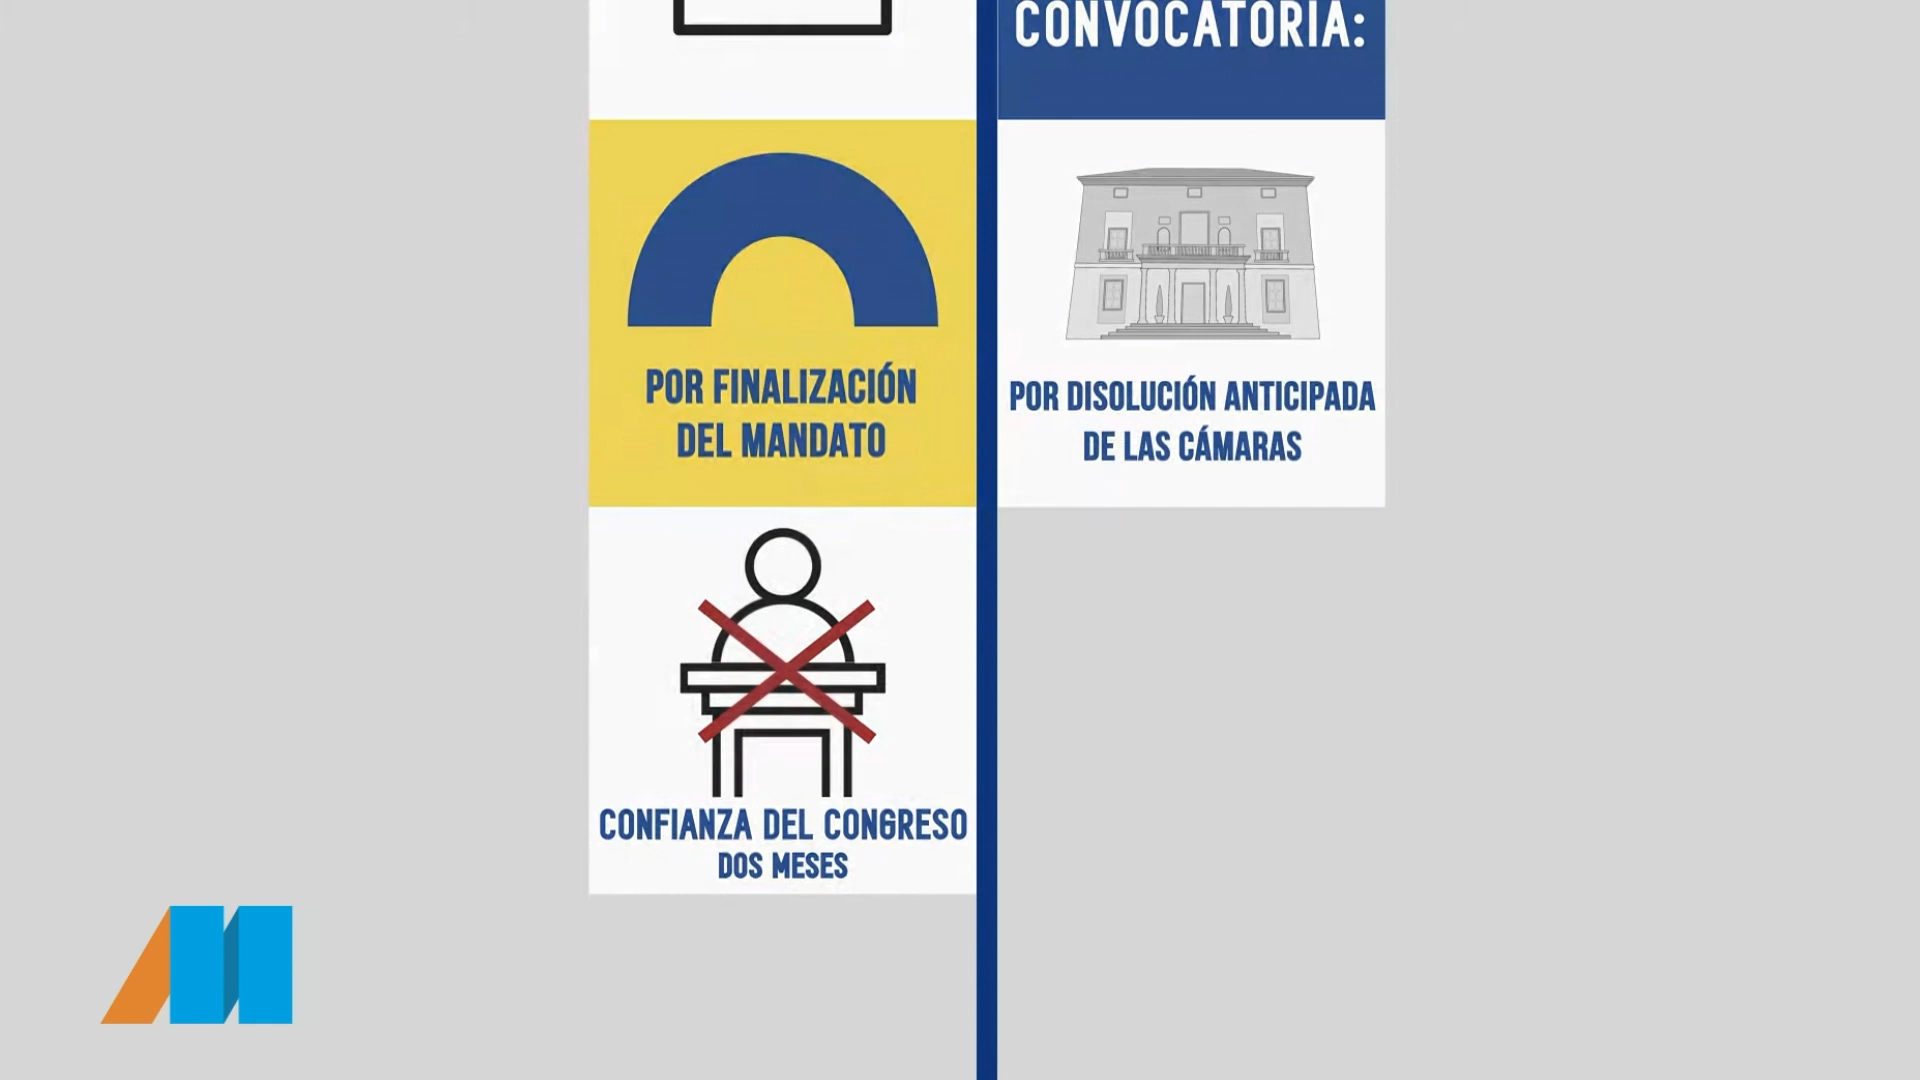 CONVOCATORIA:
POR FINALIZACIÓN
DEL MANDATO
POR DISOLUCIÓN ANTICIPADA
DE LAS CÁMARAS
CONFIANZA DEL CONGRESO
DOS MESES